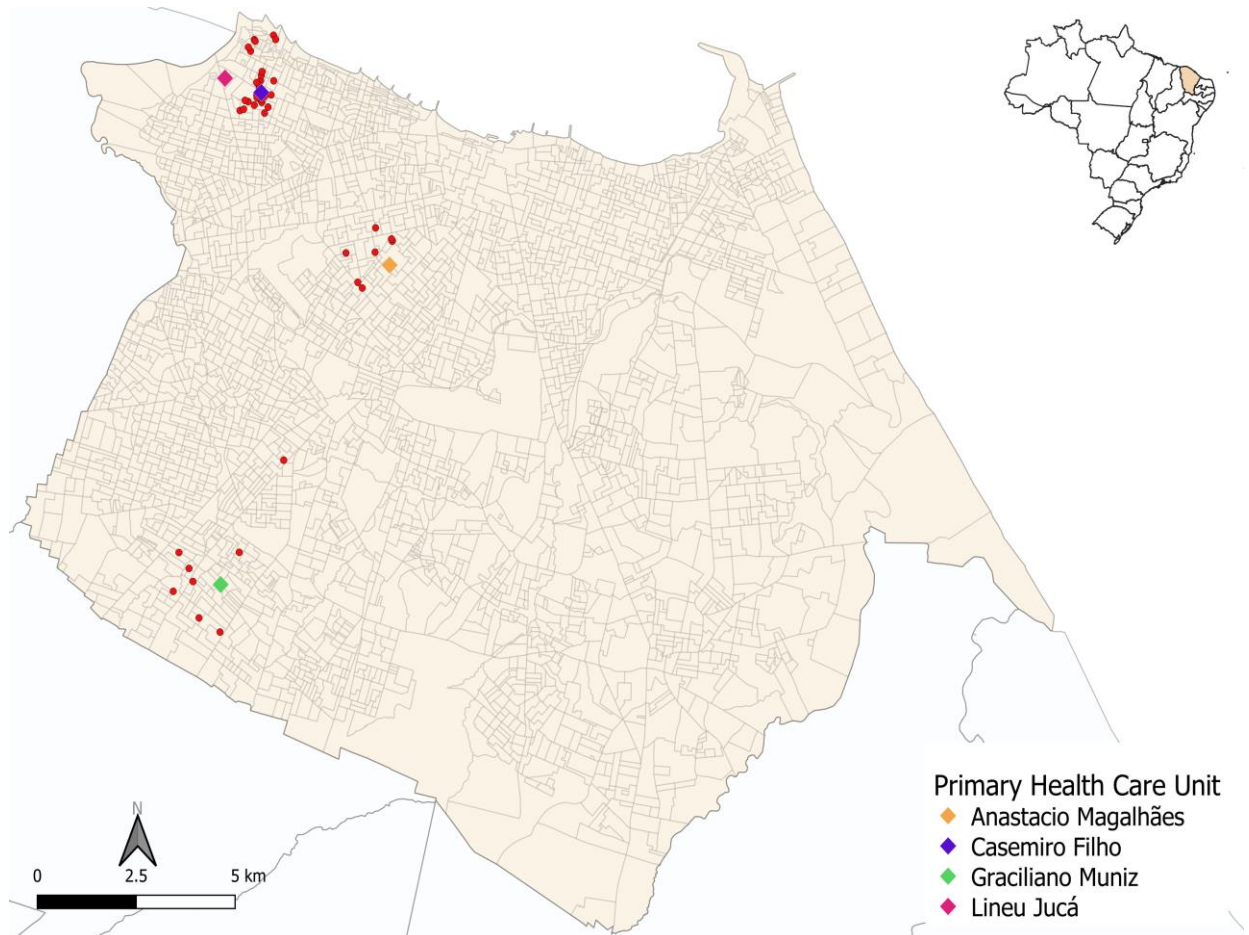 Primary Health Care Unit
Anastacio Magalhães
Casemiro Filho
Graciliano Muniz
Lineu Jucá
N
0 2.5 5 km